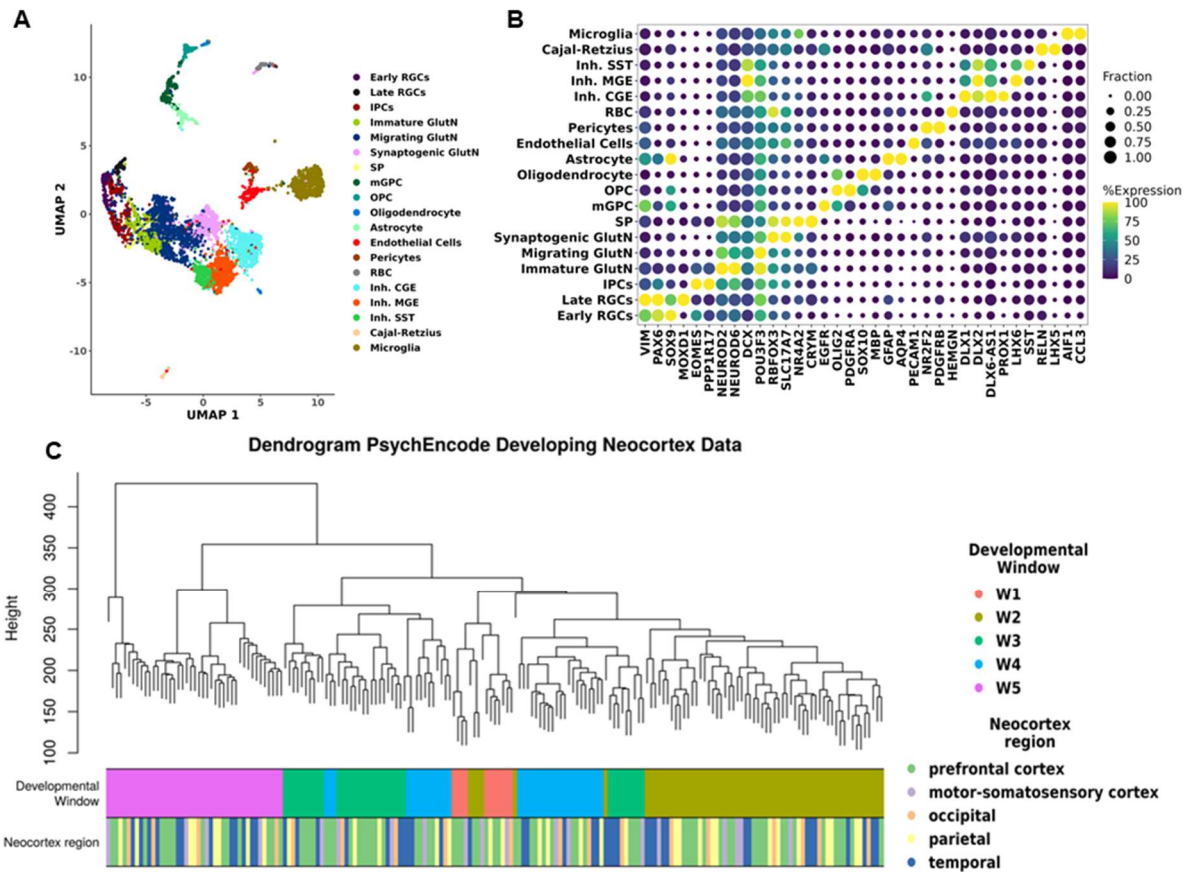 A
B
UMAP 2
10
5
0
-5
-10
-5
0
5
10
UMAP 1
Early RGCs
Late RGCs
IPCs
Immature GlutN
Migrating GlutN
Synaptogenic GlutN
SP
mGPC
OPC
Oligodendrocyte
Astrocyte
Endothelial Cells
Pericytes
RBC
Inh. CGE
Inh. MGE
Inh. SST
Cajal-Retzius
Microglia
Microglia
Cajal-Retzius
Inh. SST
Inh. MGE
Inh. CGE
RBC
Pericytes
Endothelial Cells
Astrocyte
Oligodendrocyte
OPC
mGPC
SP
Synaptogenic GlutN
Migrating GlutN
Immature GlutN
IPCs
Late RGCs
Early RGCs
VIM
PAX6
SOX9
MOXD1
EOMES
PPP1R17
NEUROD2
NEUROD6
DCX
POU3F3
RBFOX3
SLC17A7
NR4A2
CRYM
EGFR
OLIG2
PDGFRA
SOX10
MBP
GFAP
AQP4
PECAM1
NR2F2
PDGFRB
HEMGN
DLX1
DLX2
DLX6-AS1
PROX1
LHX6
SST
RELN
LHX5
AIF1
CCL3
Fraction
0.00
0.25
0.50
0.75
1.00
%Expression
100
75
50
25
0
C
Dendrogram PsychEncode Developing Neocortex Data
Height
400
350
300
250
200
150
100
Developmental
Window
Neocortex region
Developmental
Window
W1
W2
W3
W4
W5
Neocortex
region
prefrontal cortex
motor-somatosensory cortex
occipital
parietal
temporal